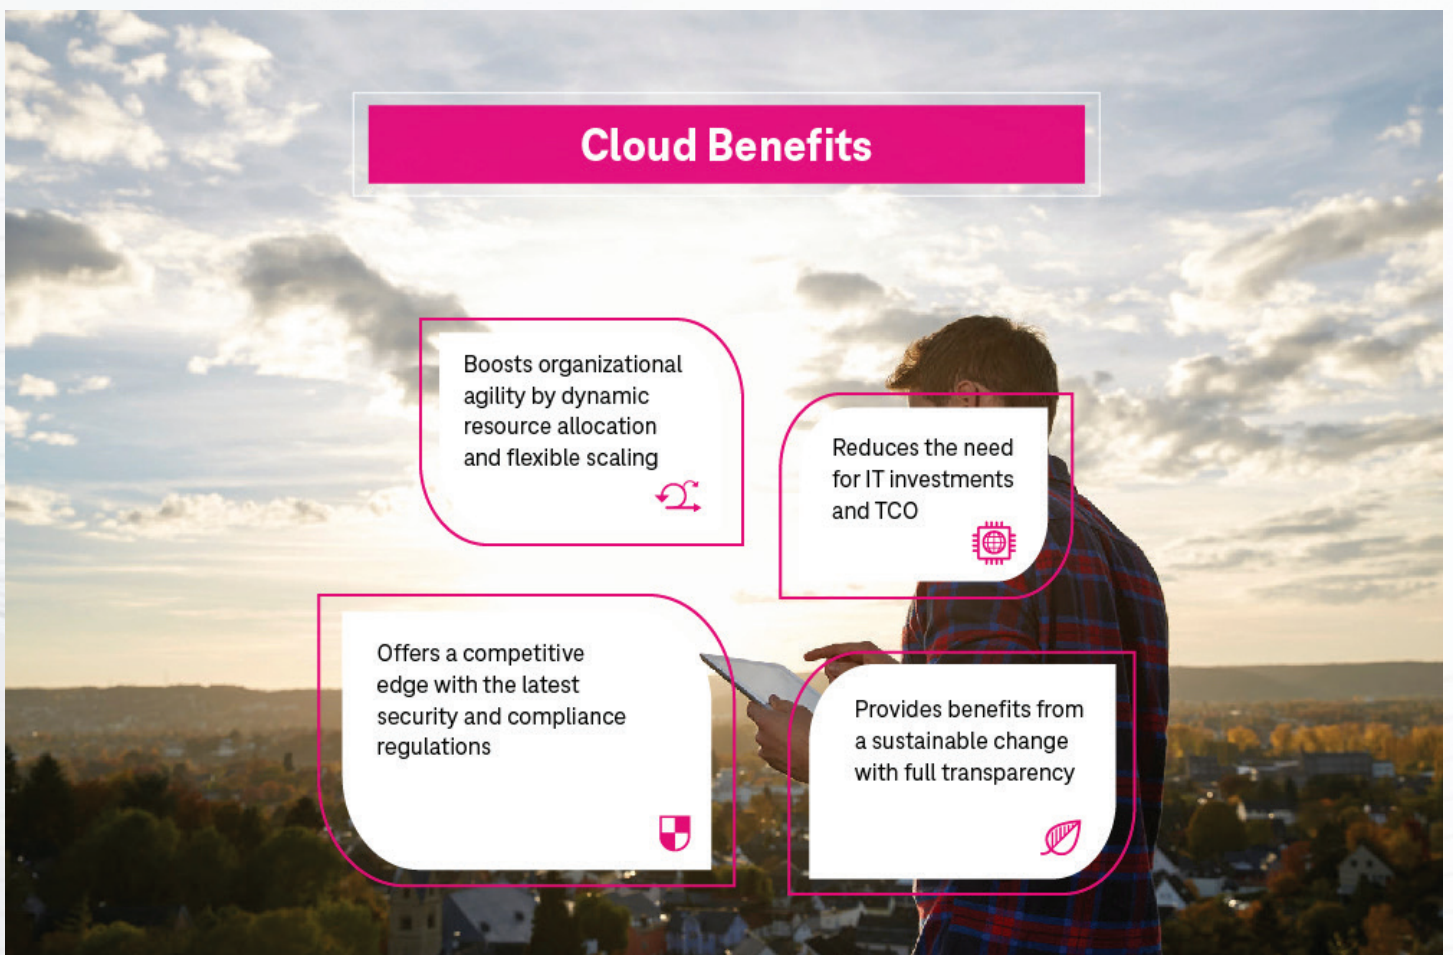 Cloud Benefits
Boosts organizational
agility by dynamic
resource allocation
and flexible scaling
Reduces the need
for IT investments
and TCO
Offers a competitive
edge with the latest
security and compliance
regulations
Provides benefits from
a sustainable change
with full transparency